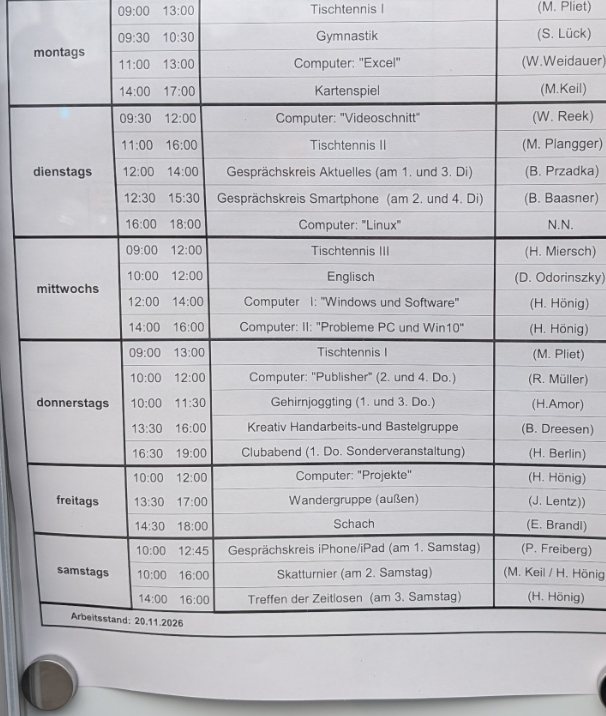 09:00 13:00 Tischtennis I (M. Pliet)
montags 09:30 10:30 Gymnastik (S. Lück)
11:00 13:00 Computer: "Excel" (W.Weidauer)
14:00 17:00 Kartenspiel (M.Keil)
09:30 12:00 Computer: "Videoschnitt" (W. Reek)
11:00 16:00 Tischtennis II (M. Plangger)
dienstags 12:00 14:00 Gesprächskreis Aktuelles (am 1. und 3. Di) (B. Przadka)
12:30 15:30 Gesprächskreis Smartphone (am 2. und 4. Di) (B. Baasner)
16:00 18:00 Computer: "Linux" N.N.
09:00 12:00 Tischtennis III (H. Miersch)
mittwochs 10:00 12:00 Englisch (D. Odorinszky)
12:00 14:00 Computer I: "Windows und Software" (H. Hönig)
14:00 16:00 Computer: II: "Probleme PC und Win10" (H. Hönig)
09:00 13:00 Tischtennis I (M. Pliet)
10:00 12:00 Computer: "Publisher" (2. und 4. Do.) (R. Müller)
donnerstags 10:00 11:30 Gehirnjoggting (1. und 3. Do.) (H.Amor)
13:30 16:00 Kreativ Handarbeits-und Bastelgruppe (B. Dreesen)
16:30 19:00 Clubabend (1. Do. Sonderveranstaltung) (H. Berlin)
10:00 12:00 Computer: "Projekte" (H. Hönig)
freitags 13:30 17:00 Wandergruppe (außen) (J. Lentz))
14:30 18:00 Schach (E. Brandl)
10:00 12:45 Gesprächskreis iPhone/iPad (am 1. Samstag) (P. Freiberg)
samstags 10:00 16:00 Skatturnier (am 2. Samstag) (M. Keil / H. Hönig
14:00 16:00 Treffen der Zeitlosen (am 3. Samstag) (H. Hönig)
Arbeitsstand: 20.11.2026